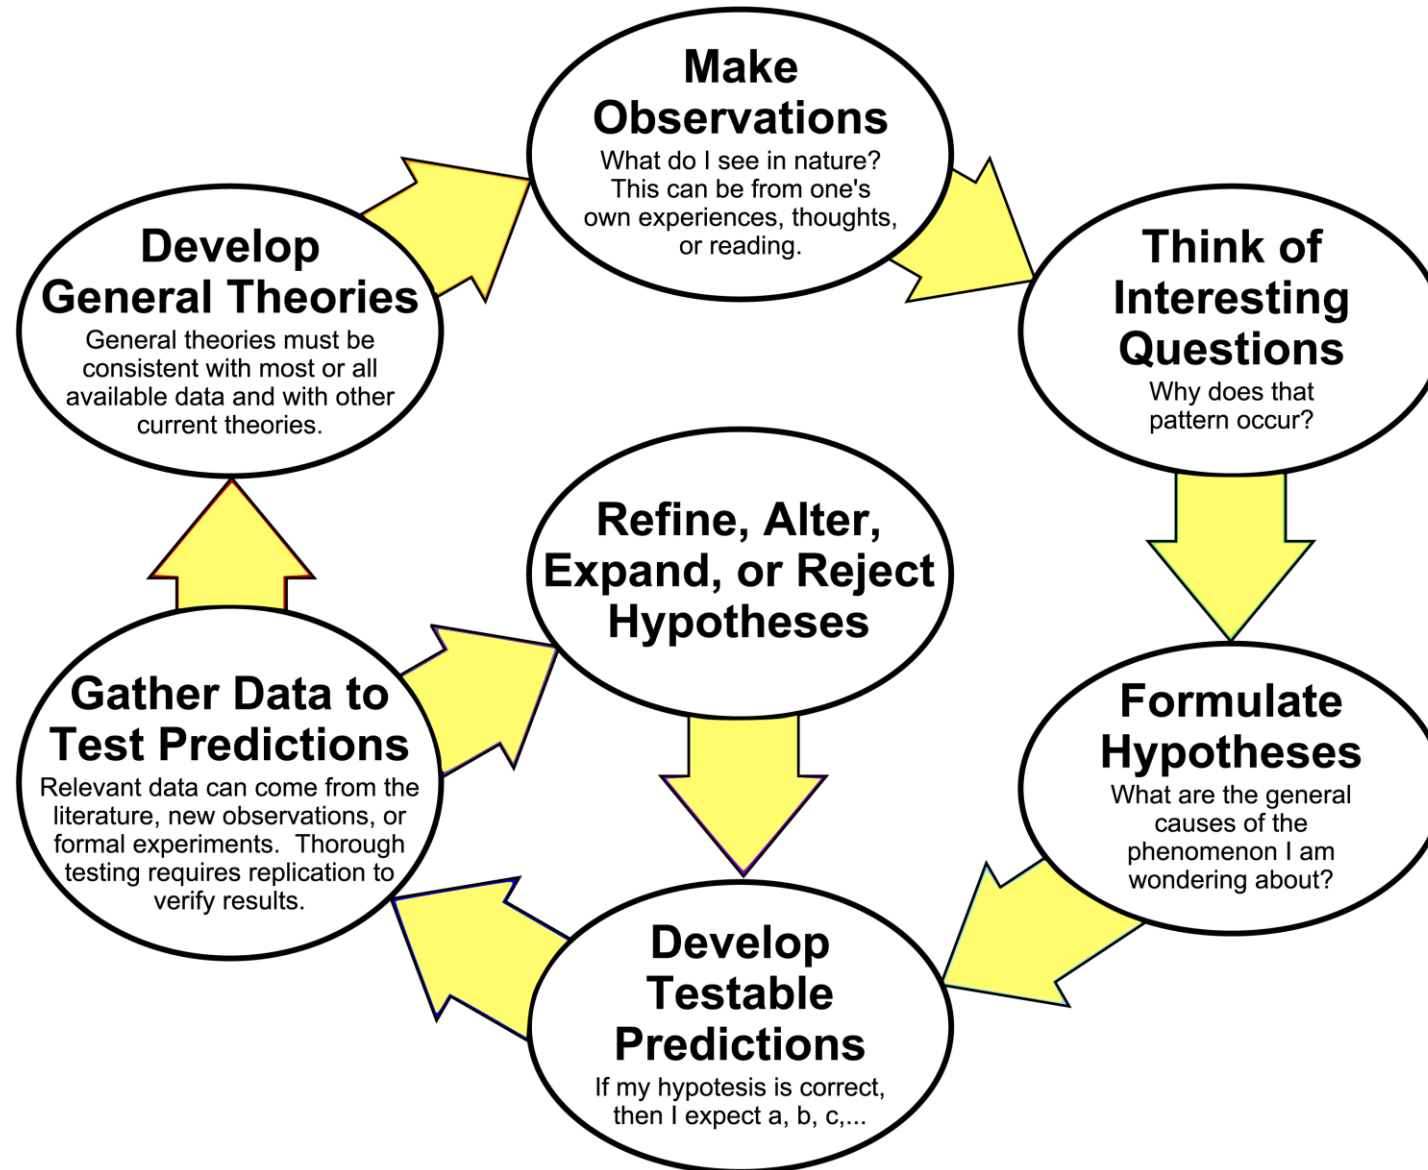 Make
Observations
What do I see in nature?
This can be from one's
own experiences, thoughts,
or reading.
Think of
Interesting
Questions
Why does that
pattern occur?
Formulate
Hypotheses
What are the general
causes of the
phenomenon I am
wondering about?
Develop
Testable
Predictions
If my hypotesis is correct,
then I expect a, b, c,...
Gather Data to
Test Predictions
Relevant data can come from the
literature, new observations, or
formal experiments.  Thorough
testing requires replication to
verify results.
Refine, Alter,
Expand, or Reject
Hypotheses
Develop
General Theories
General theories must be
consistent with most or all
available data and with other
current theories.